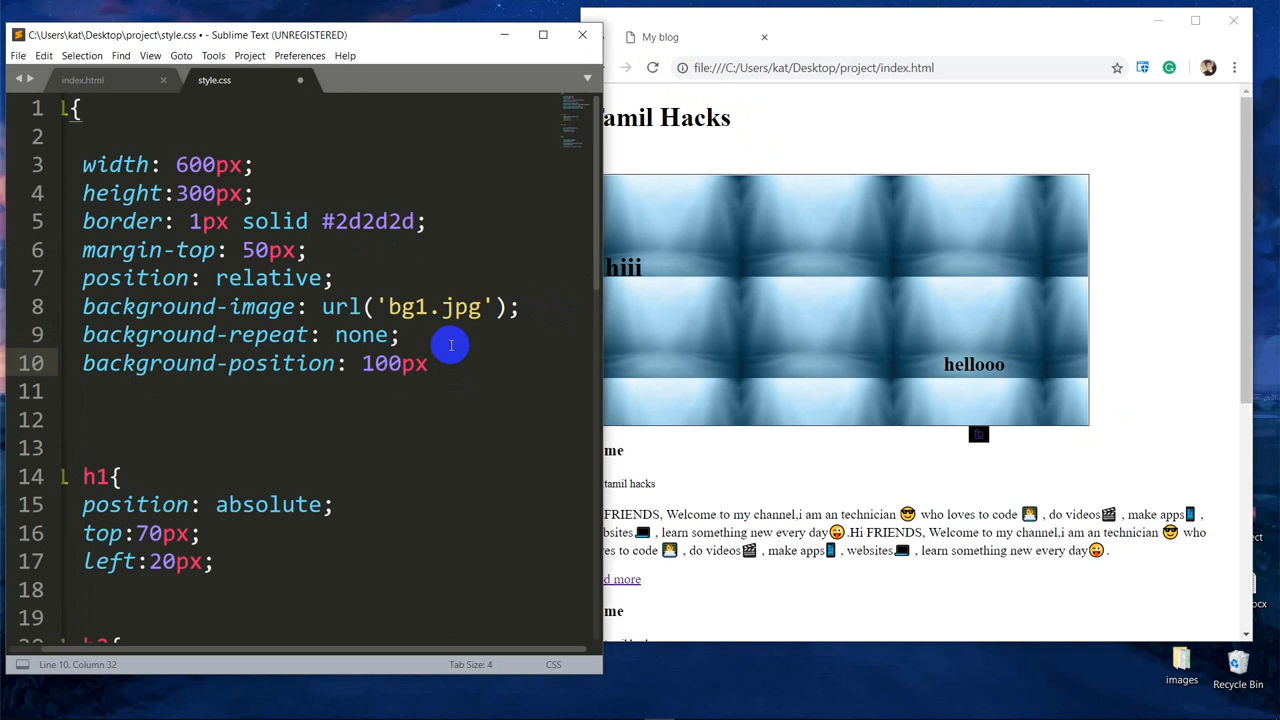 C:\Users\kat\Desktop\project\style.css • - Sublime Text (UNREGISTERED)
File Edit Selection Find View Goto Tools Project Preferences Help
index.html
style.css
1 1{
2
3 width: 600px;
4 height:300px;
5 border: 1px solid #2d2d2d;
6 margin-top: 50px;
7 position: relative;
8 background-image: url('bg1.jpg');
9 background-repeat: none;
10 background-position: 100px
11
12
13
14 1 h1{
15 position: absolute;
16 top:70px;
17 left:20px;
18
19
Line 10, Column 32
Tab Size: 4
CSS
My blog
file:///C:/Users/kat/Desktop/project/index.html
amil Hacks
hiii
hellooo
me
tamil hacks
FRIENDS, Welcome to my channel,i am an technician 😎 who loves to code 👩‍💻 , do videos🎬 , make apps📱 ,
bsites💻 , learn something new every day😜.Hi FRIENDS, Welcome to my channel,i am an technician 😎 who
es to code 👩‍💻 , do videos🎬 , make apps📱 , websites💻 , learn something new every day😜.
d more
me
images
Recycle Bin